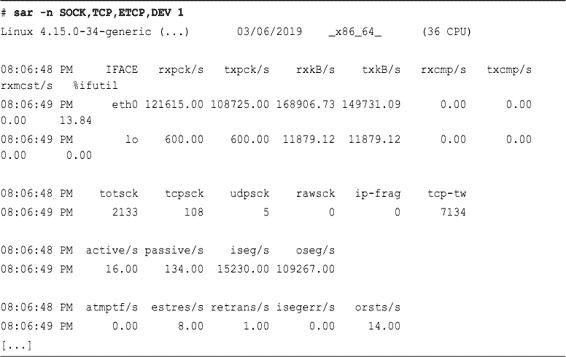 # sar -n SOCK,TCP,ETCP,DEV 1
Linux 4.15.0-34-generic (...) 03/06/2019 _x86_64_ (36 CPU)
08:06:48 PM IFACE rxpck/s txpck/s rxkB/s txkB/s rxcmp/s txcmp/s
rxmcst/s %ifutil
08:06:49 PM eth0 121615.00 108725.00 168906.73 149731.09 0.00 0.00
0.00 13.84
08:06:49 PM lo 600.00 600.00 11879.12 11879.12 0.00 0.00
0.00 0.00
08:06:48 PM totsck tcpsck udpsck rawsck ip-frag tcp-tw
08:06:49 PM 2133 108 5 0 0 7134
08:06:48 PM active/s passive/s iseg/s oseg/s
08:06:49 PM 16.00 134.00 15230.00 109267.00
08:06:48 PM atmptf/s estres/s retrans/s isegerr/s orsts/s
08:06:49 PM 0.00 8.00 1.00 0.00 14.00
[...]